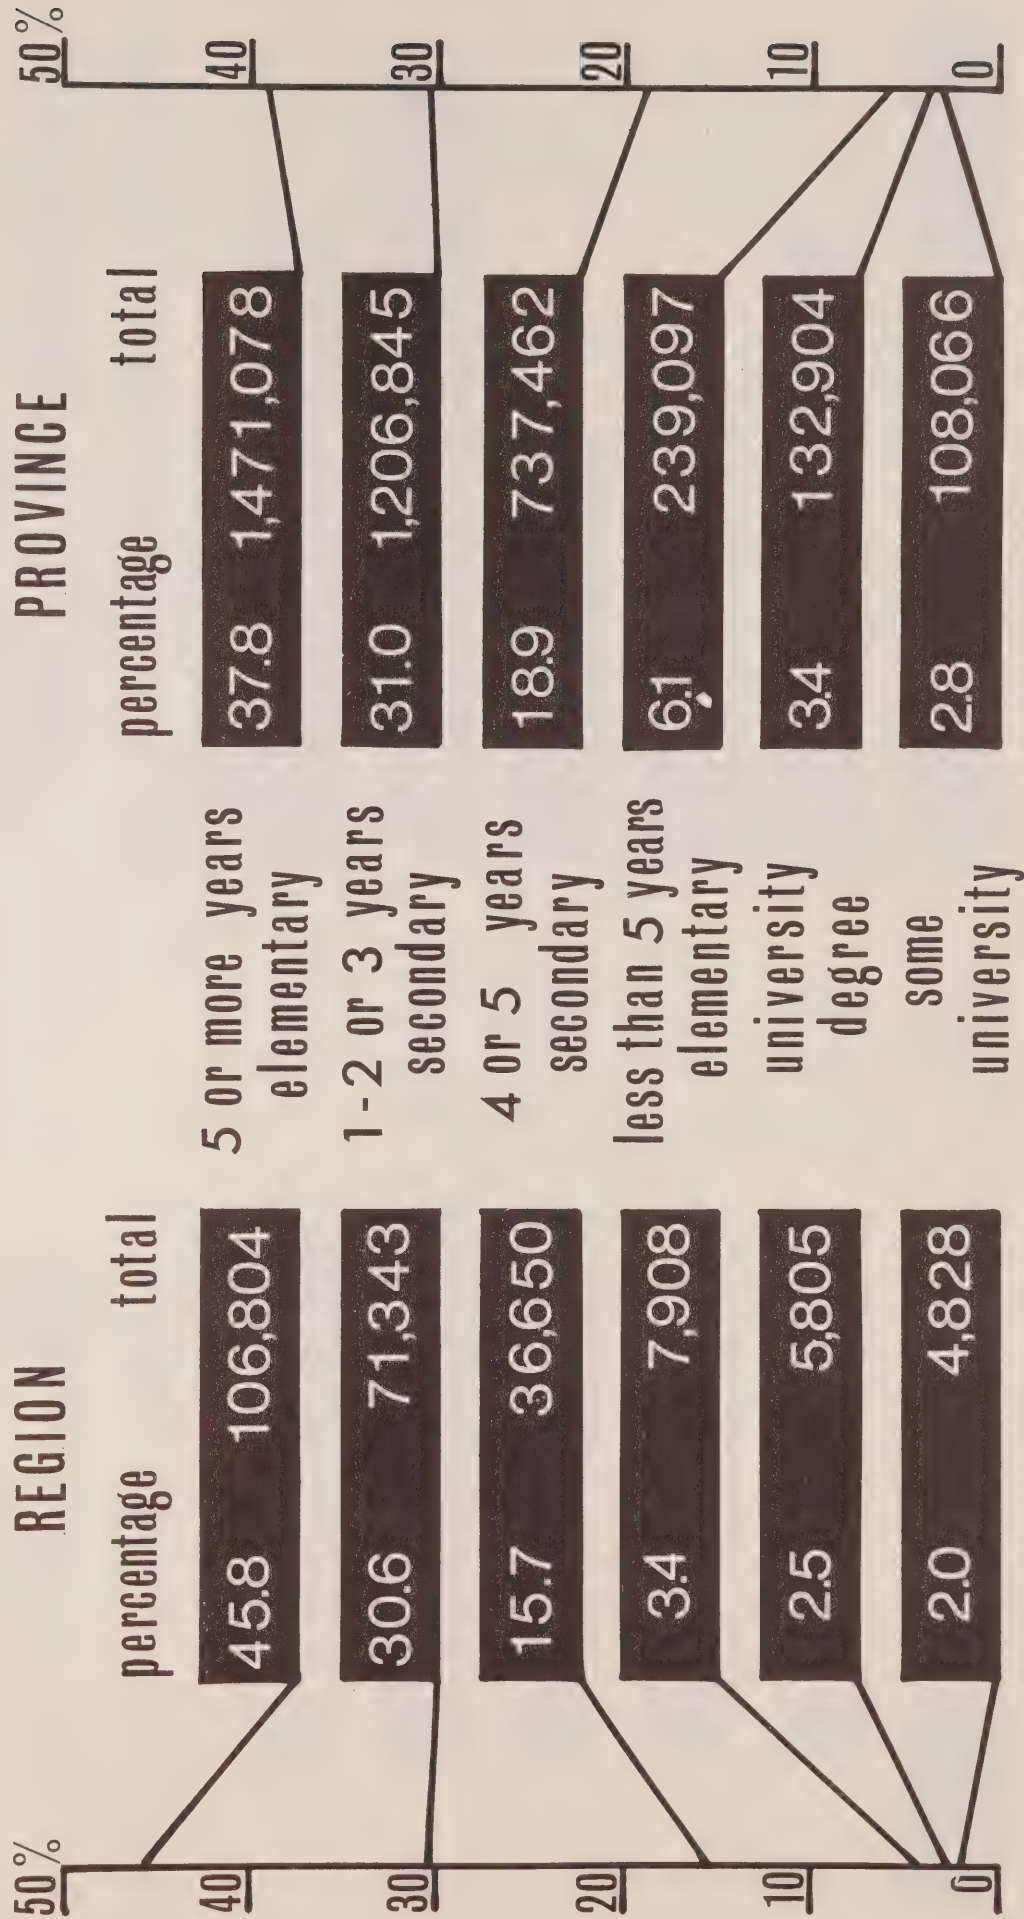 REGION PROVINCE
percentage total percentage total
50% 50%
45.8 106,804 5 or more years elementary 37.8 1,471,078
40 40
30.6 71,343 1-2 or 3 years secondary 31.0 1,206,845
30 30
15.7 36,650 4 or 5 years secondary 18.9 737,462
20 20
3.4 7,908 less than 5 years elementary 6.1 239,097
10 10
2.5 5,805 university degree 3.4 132,904
2.0 4,828 some university 2.8 108,066
0 0